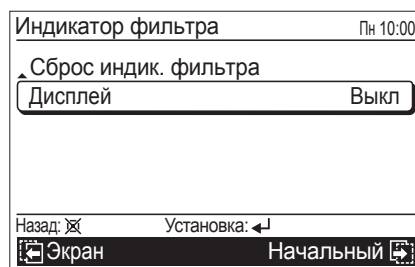 Индикатор фильтра Пн 10:00
Сброс индик. фильтра
Дисплей Выкл
Назад: Установка:
Экран Начальный